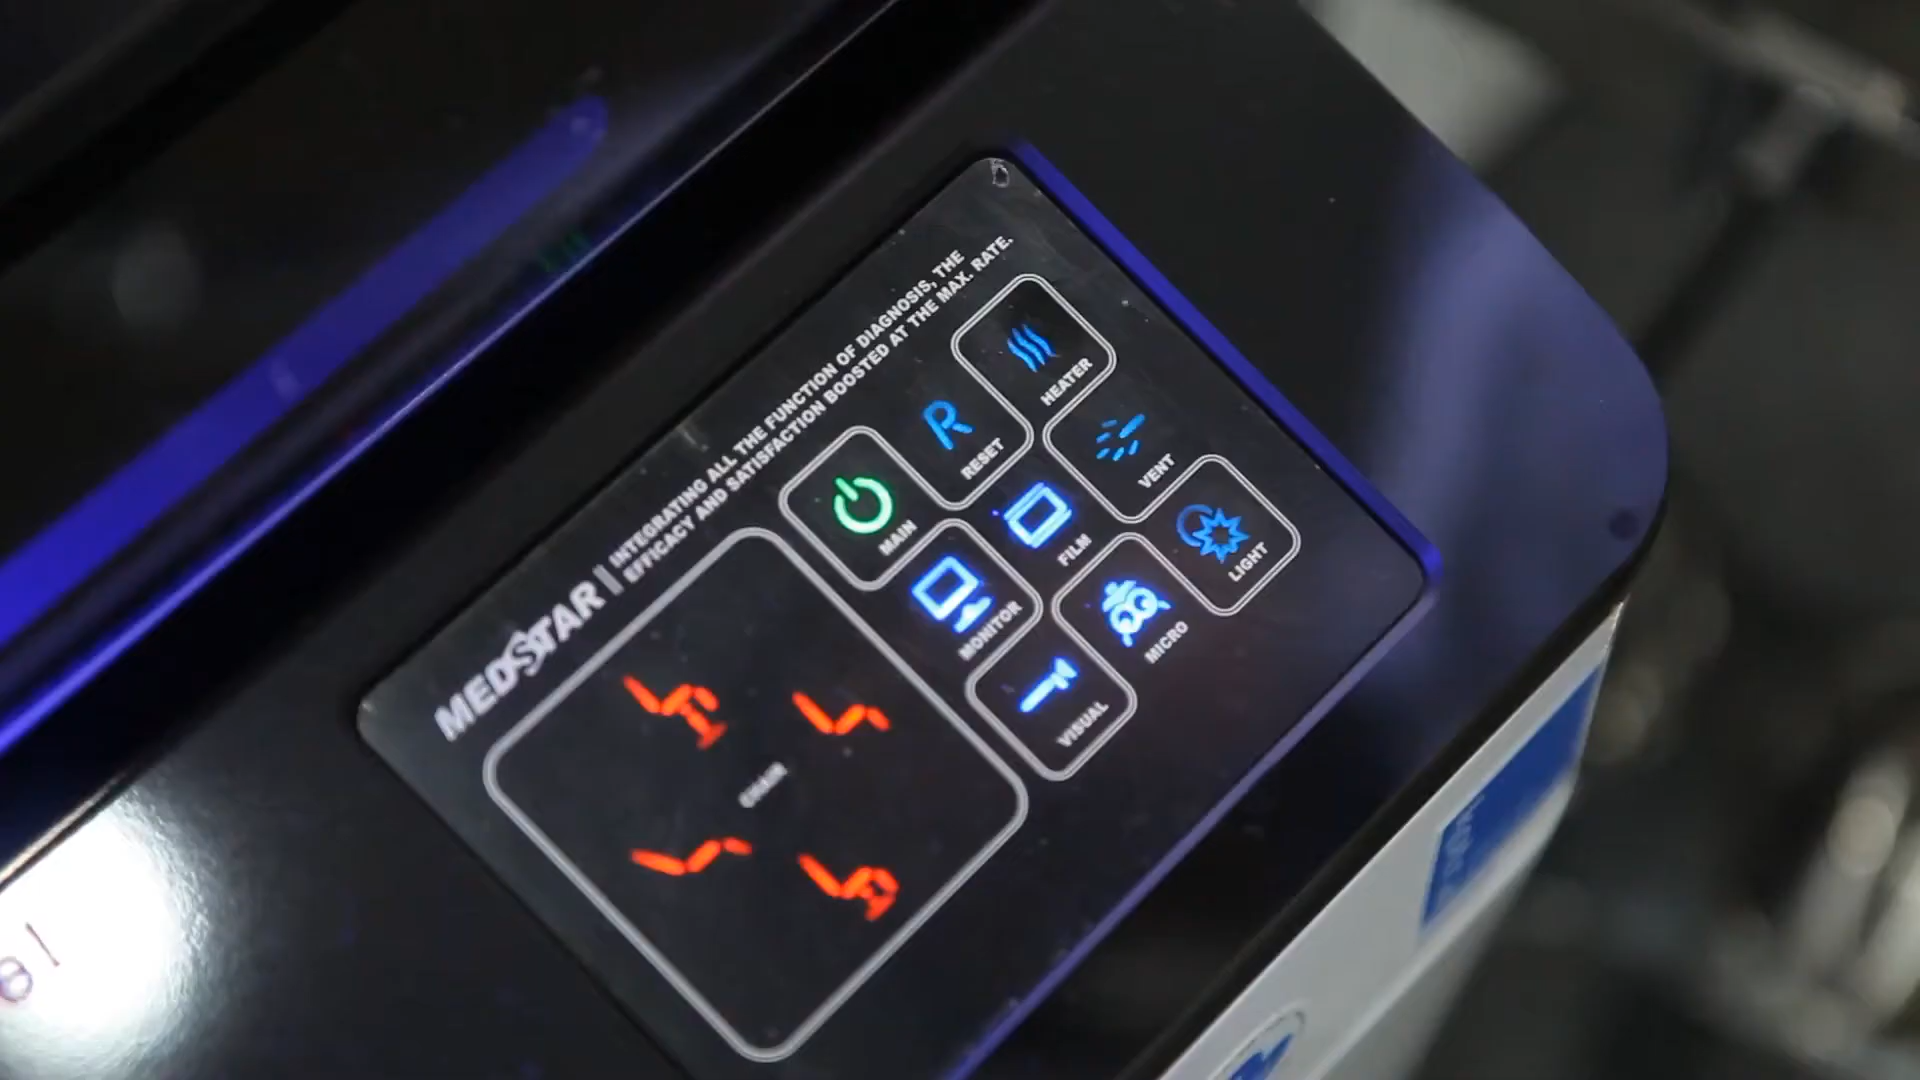 MEDSTAR
INTEGRATING ALL THE FUNCTION OF DIAGNOSIS, THE
EFFICACY AND SATISFACTION BOOSTED AT THE MAX. RATE.
MAIN
RESET
HEATER
MONITOR
FILM
VENT
VISUAL
MICRO
LIGHT
CHAIR